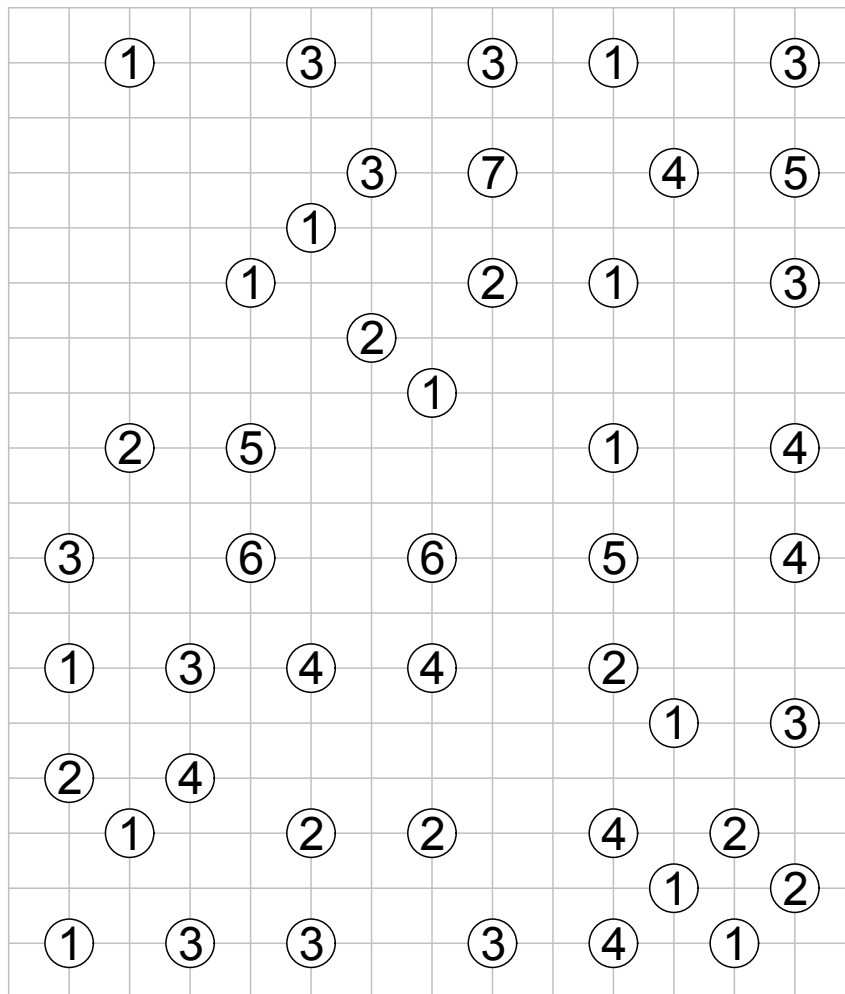 1 3 3 1 3
3 7 4 5
1
1 2 1 3
2
1
2 5 1 4
3 6 6 5 4
1 3 4 4 2
1 3
2 4
1 2 2 4 2
1 2
1 3 3 3 4 1